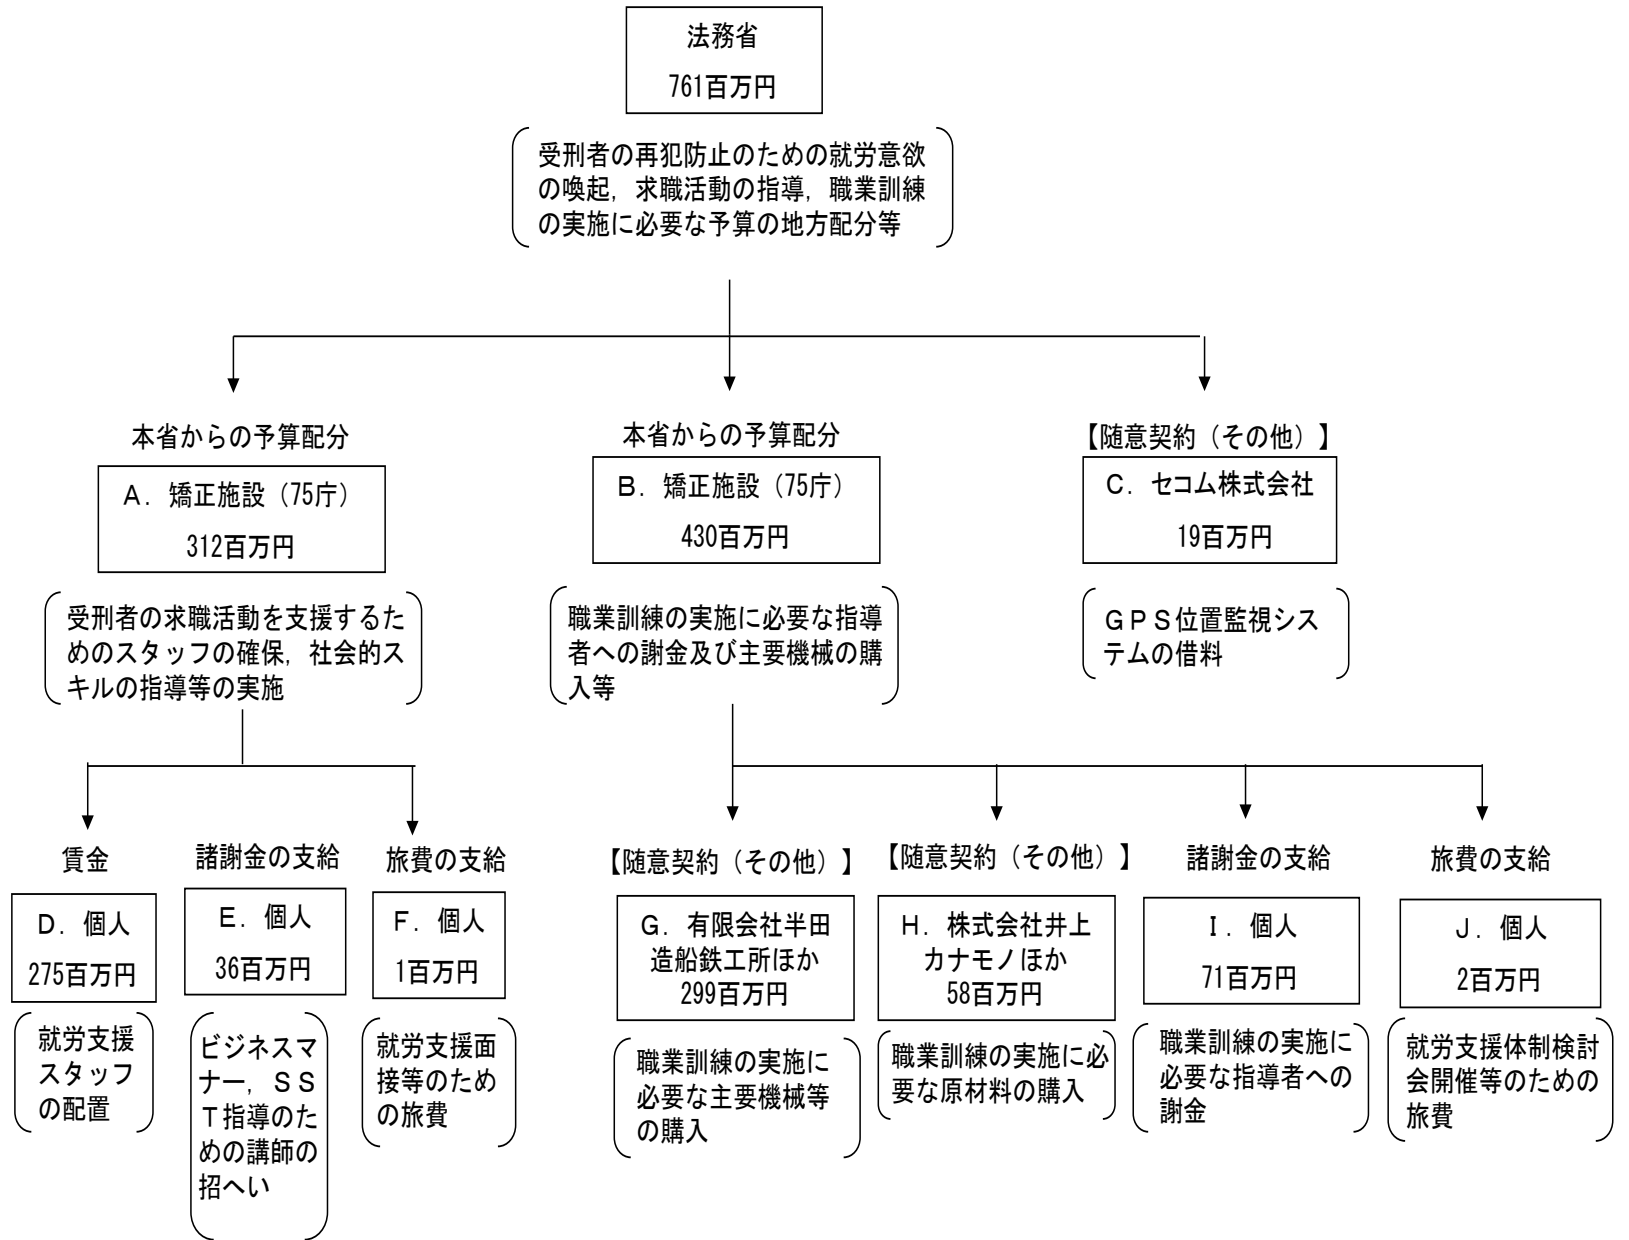 法務省
761百万円
受刑者の再犯防止のための就労意欲
の喚起，求職活動の指導，職業訓練
の実施に必要な予算の地方配分等
本省からの予算配分
A．矯正施設（75庁）
312百万円
受刑者の求職活動を支援するた
めのスタッフの確保，社会的ス
キルの指導等の実施
本省からの予算配分
B．矯正施設（75庁）
430百万円
職業訓練の実施に必要な指導
者への謝金及び主要機械の購
入等
【随意契約（その他）】
C．セコム株式会社
19百万円
ＧＰＳ位置監視シス
テムの借料
賃金
D．個人
275百万円
就労支援
スタッフ
の配置
諸謝金の支給
E．個人
36百万円
ビジネスマ
ナー，ＳＳ
Ｔ指導のた
めの講師の
招へい
旅費の支給
F．個人
1百万円
就労支援面
接等のため
の旅費
【随意契約（その他）】
G．有限会社半田
造船鉄工所ほか
299百万円
職業訓練の実施に
必要な主要機械等
の購入
【随意契約（その他）】
H．株式会社井上
カナモノほか
58百万円
職業訓練の実施に必
要な原材料の購入
諸謝金の支給
I．個人
71百万円
職業訓練の実施に
必要な指導者への
謝金
旅費の支給
J．個人
2百万円
就労支援体制検討
会開催等のための
旅費